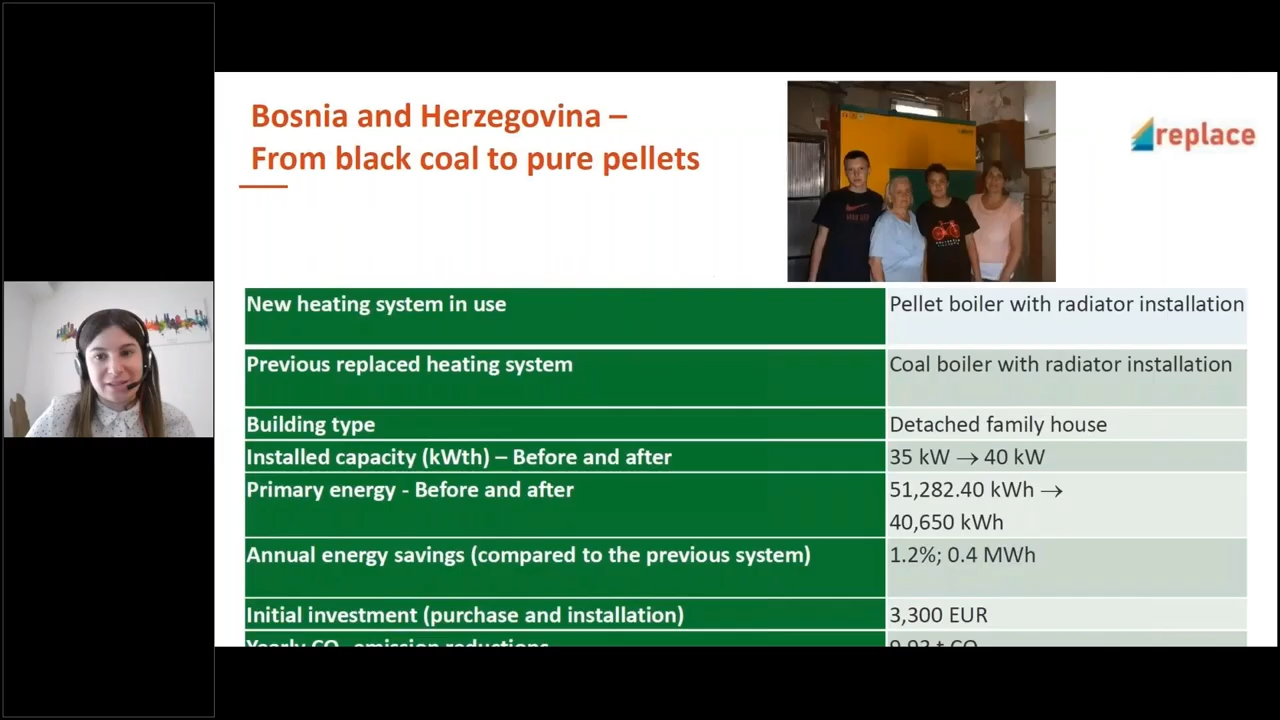 Bosnia and Herzegovina –
From black coal to pure pellets
replace
New heating system in use
Pellet boiler with radiator installation
Previous replaced heating system
Coal boiler with radiator installation
Building type
Detached family house
Installed capacity (kWth) – Before and after
35 kW → 40 kW
Primary energy - Before and after
51,282.40 kWh →
40,650 kWh
Annual energy savings (compared to the previous system)
1.2%; 0.4 MWh
Initial investment (purchase and installation)
3,300 EUR
Yearly CO₂ emission reductions